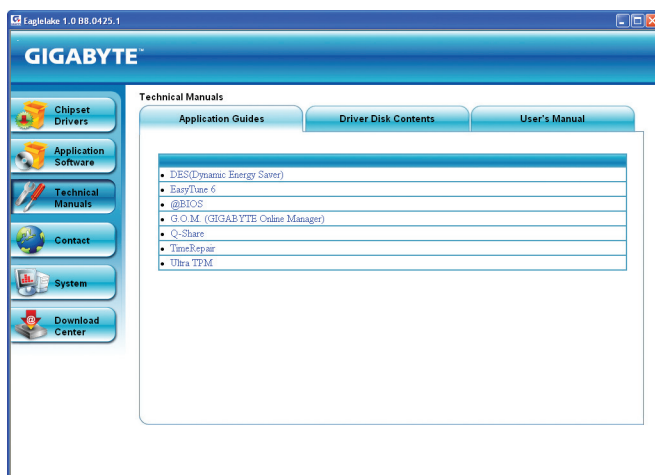 Eaglelake 1.0 B8.0425.1
GIGABYTE™
Chipset
Drivers
Application
Software
Technical
Manuals
Contact
System
Download
Center
Technical Manuals
Application Guides
Driver Disk Contents
User's Manual
• DES(Dynamic Energy Saver)
• EasyTune 6
• @BIOS
• G.O.M. (GIGABYTE Online Manager)
• Q-Share
• TimeRepair
• Ultra TPM